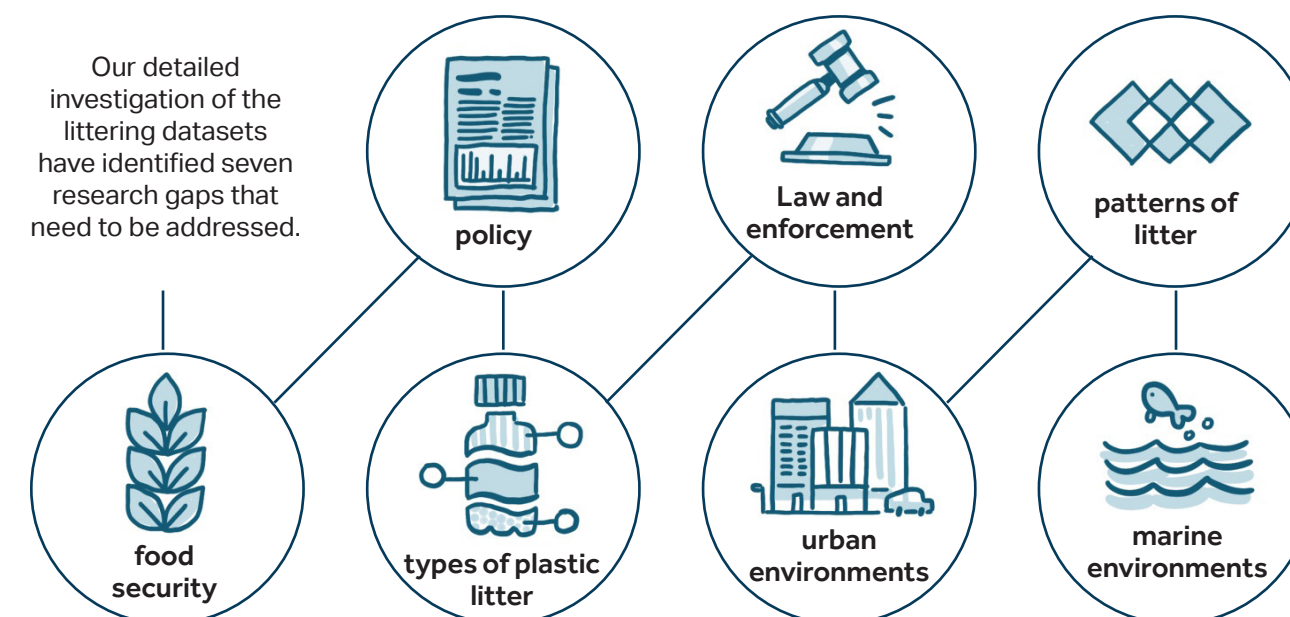 Our detailed
investigation of the
littering datasets
have identified seven
research gaps that
need to be addressed.
policy
Law and
enforcement
patterns of
litter
food
security
types of plastic
litter
urban
environments
marine
environments